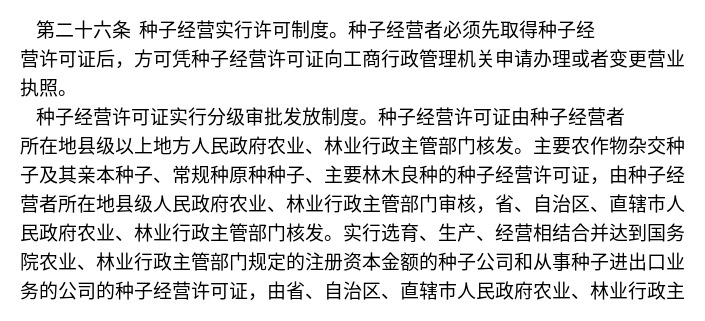 第二十六条 种子经营实行许可制度。种子经营者必须先取得种子经
营许可证后，方可凭种子经营许可证向工商行政管理机关申请办理或者变更营业
执照。
种子经营许可证实行分级审批发放制度。种子经营许可证由种子经营者
所在地县级以上地方人民政府农业、林业行政主管部门核发。主要农作物杂交种
子及其亲本种子、常规种原种种子、主要林木良种的种子经营许可证，由种子经
营者所在地县级人民政府农业、林业行政主管部门审核，省、自治区、直辖市人
民政府农业、林业行政主管部门核发。实行选育、生产、经营相结合并达到国务
院农业、林业行政主管部门规定的注册资本金额的种子公司和从事种子进出口业
务的公司的种子经营许可证，由省、自治区、直辖市人民政府农业、林业行政主